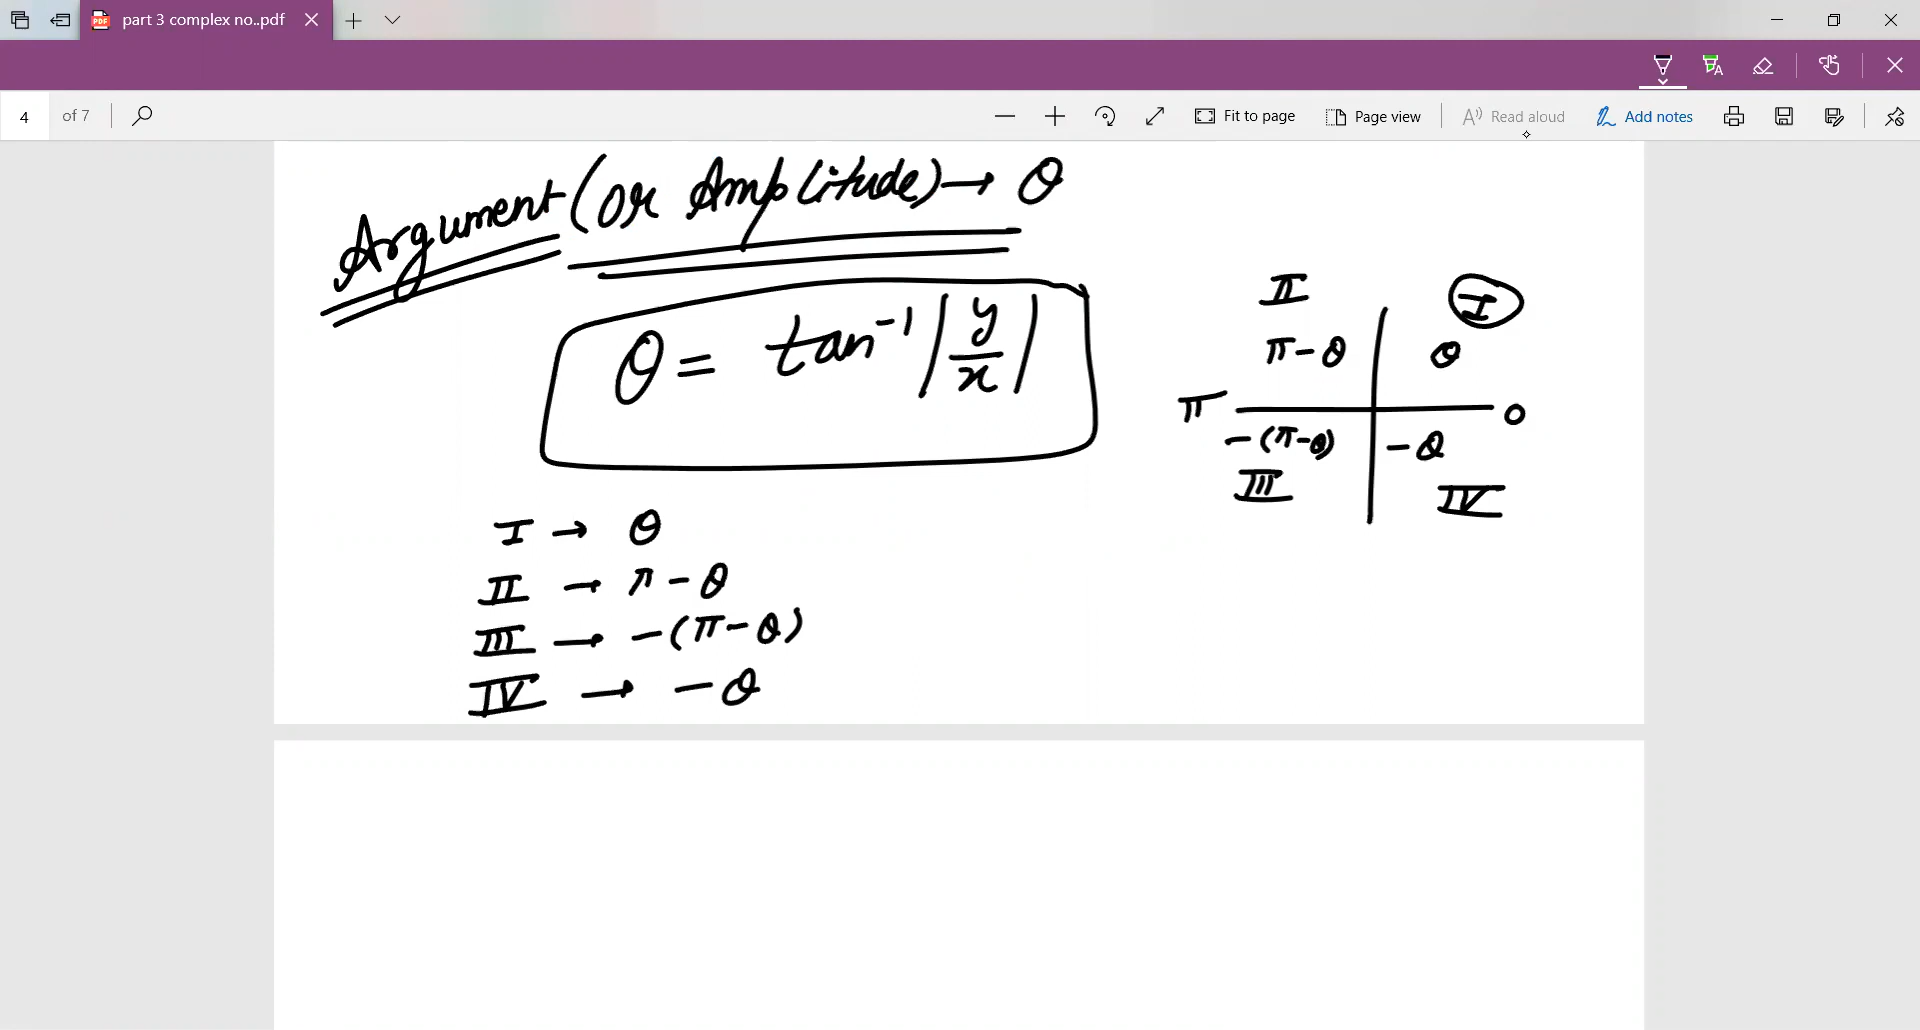 part 3 complex no..pdf
4 of 7
Fit to page
Page view
Read aloud
Add notes
Argument (or Amplitude) → θ
θ = tan⁻¹ |y/x|
II I
π - θ θ
π 0
-(π-θ) -θ
III IV
I → θ
II → π - θ
III → -(π - θ)
IV → -θ